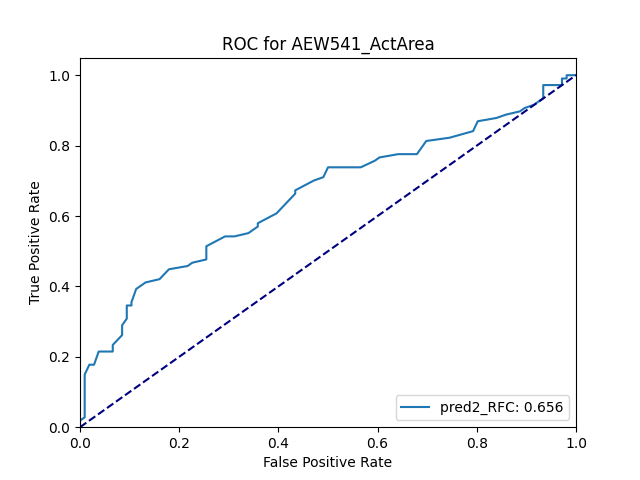 ROC for AEW541_ActArea
True Positive Rate
1.0
0.8
0.6
0.4
0.2
0.0
0.0 0.2 0.4 0.6 0.8 1.0
False Positive Rate
pred2_RFC: 0.656